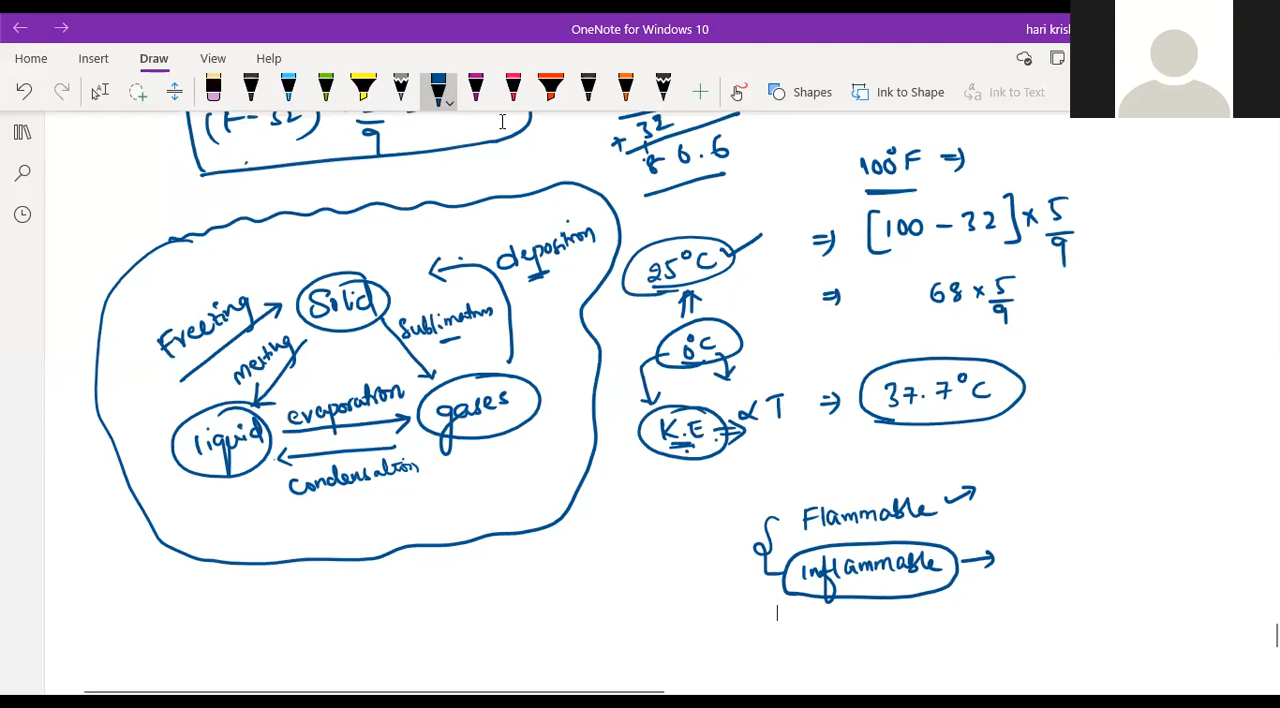 OneNote for Windows 10
hari krish
Home Insert Draw View Help
Shapes
Ink to Shape
Ink to Text
(F - 32)
9
+ 32
86.6
100°F ⇒
⇒ [100 - 32] × 5/9
⇒ 68 × 5/9
⇒ 37.7°C
25°C
0°C
K.E ⇒ ∝ T
deposition
Solid
Freezing
Sublimation
melting
evaporation
gases
liquid
Condensation
Flammable →
inflammable →